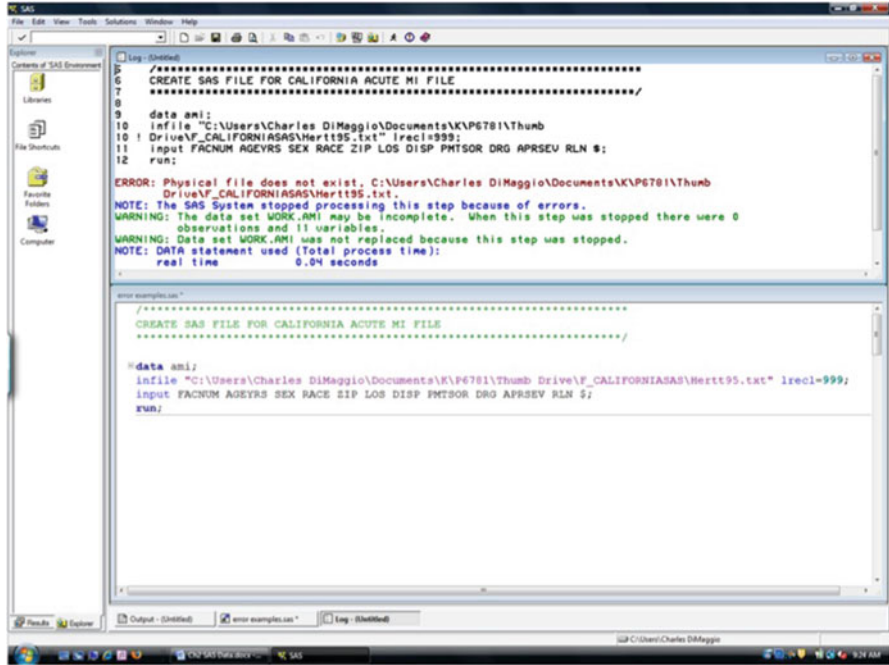 SAS
File Edit View Tools Solutions Window Help
Explorer
Contents of 'SAS Environment'
Libraries
File Shortcuts
Favorite
Folders
Computer
Log - (Untitled)
5 /*******************************************************************
6 CREATE SAS FILE FOR CALIFORNIA ACUTE MI FILE
7 *******************************************************************/
8
9 data ami;
10 infile "C:\Users\Charles DiMaggio\Documents\K\P6781\Thumb
10 ! Drive\F_CALIFORNIASAS\Hertt95.txt" lrecl=999;
11 input FACNUM AGEYRS SEX RACE ZIP LOS DISP PMTSOR DRG APRSEV RLN $;
12 run;
ERROR: Physical file does not exist, C:\Users\Charles DiMaggio\Documents\K\P6781\Thumb
Drive\F_CALIFORNIASAS\Hertt95.txt.
NOTE: The SAS System stopped processing this step because of errors.
WARNING: The data set WORK.AMI may be incomplete. When this step was stopped there were 0
observations and 11 variables.
WARNING: Data set WORK.AMI was not replaced because this step was stopped.
NOTE: DATA statement used (Total process time):
real time 0.04 seconds
error examples.sas *
/*******************************************************************
CREATE SAS FILE FOR CALIFORNIA ACUTE MI FILE
*******************************************************************/
data ami;
infile "C:\Users\Charles DiMaggio\Documents\K\P6781\Thumb Drive\F_CALIFORNIASAS\Hertt95.txt" lrecl=999;
input FACNUM AGEYRS SEX RACE ZIP LOS DISP PMTSOR DRG APRSEV RLN $;
run;
Results Explorer
Output - (Untitled) error examples.sas * Log - (Untitled)
C:\Users\Charles DiMaggio
Ch2 SAS Data.docx -... SAS 9:24 AM